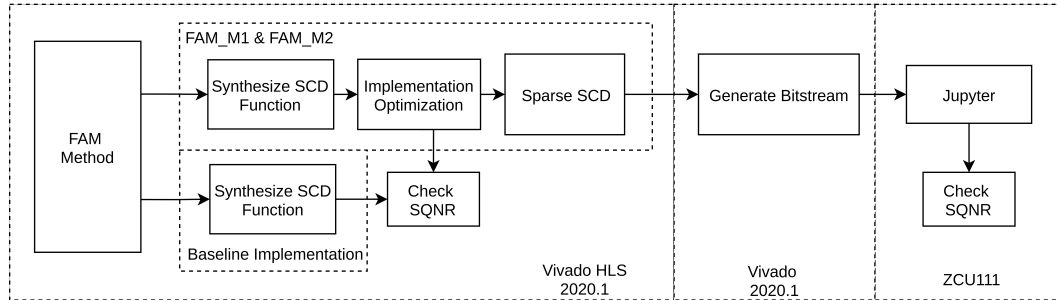 FAM_M1 & FAM_M2
FAM
Method
Synthesize SCD
Function
Implementation
Optimization
Sparse SCD
Generate Bitstream
Jupyter
Synthesize SCD
Function
Check
SQNR
Check
SQNR
Baseline Implementation
Vivado HLS
2020.1
Vivado
2020.1
ZCU111